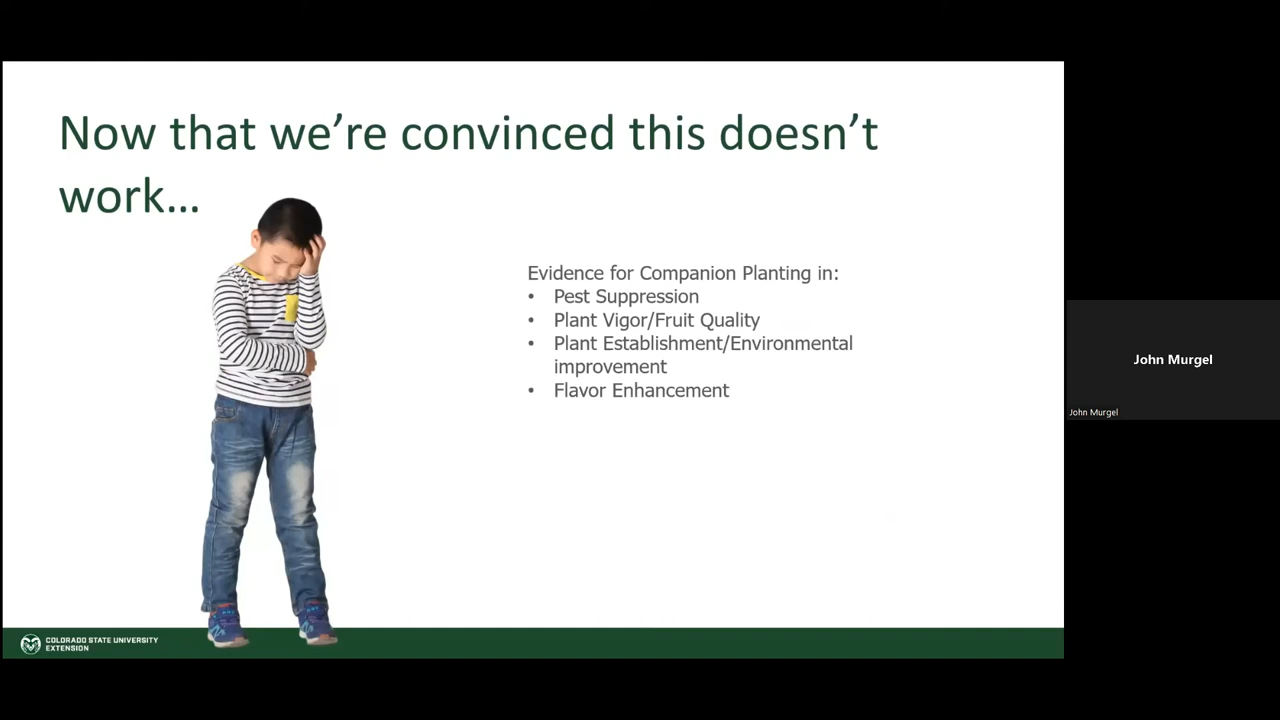 Now that we’re convinced this doesn’t
work...
Evidence for Companion Planting in:
• Pest Suppression
• Plant Vigor/Fruit Quality
• Plant Establishment/Environmental
improvement
• Flavor Enhancement
John Murgel
John Murgel
COLORADO STATE UNIVERSITY
EXTENSION